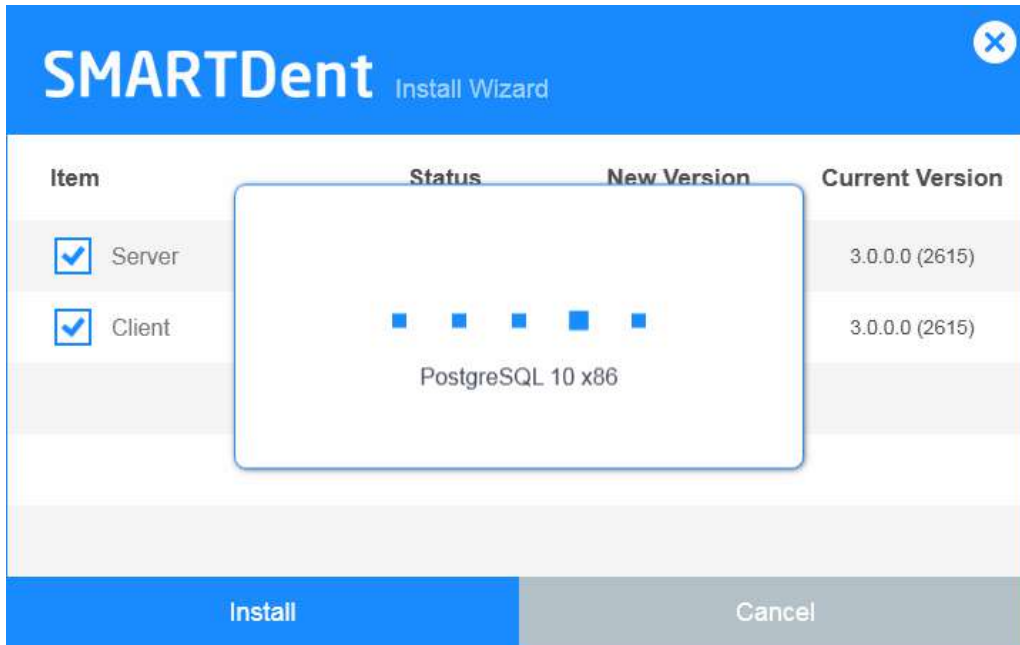 SMARTDent Install Wizard
Item Status New Version Current Version
Server 3.0.0.0 (2615)
Client 3.0.0.0 (2615)
PostgreSQL 10 x86
Install Cancel